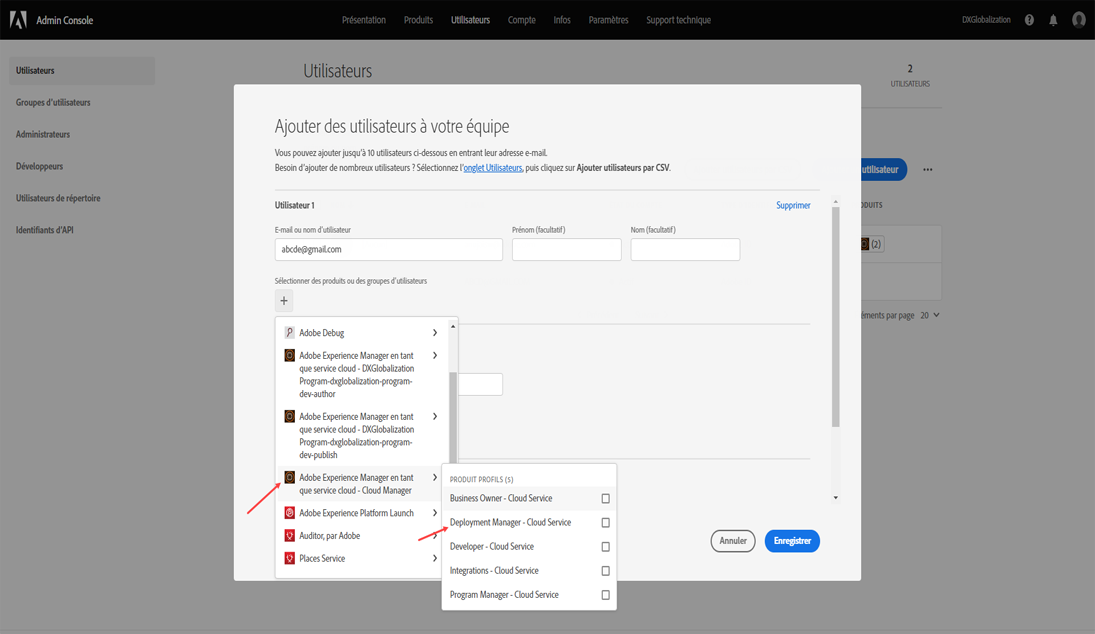 Admin Console
Présentation Produits Utilisateurs Compte Infos Paramètres Support technique
DXGlobalization
Utilisateurs
Groupes d'utilisateurs
Administrateurs
Développeurs
Utilisateurs de répertoire
Identifiants d'API
Utilisateurs
2
UTILISATEURS
utilisateur
ODUITS
(2)
éments par page 20
Ajouter des utilisateurs à votre équipe
Vous pouvez ajouter jusqu'à 10 utilisateurs ci-dessous en entrant leur adresse e-mail.
Besoin d'ajouter de nombreux utilisateurs ? Sélectionnez l'onglet Utilisateurs, puis cliquez sur Ajouter utilisateurs par CSV.
Utilisateur 1
Supprimer
E-mail ou nom d'utilisateur
Prénom (facultatif)
Nom (facultatif)
abcde@gmail.com
Sélectionner des produits ou des groupes d'utilisateurs
Adobe Debug
Adobe Experience Manager en tant
que service cloud - DXGlobalization
Program-dxglobalization-program-
dev-author
Adobe Experience Manager en tant
que service cloud - DXGlobalization
Program-dxglobalization-program-
dev-publish
Adobe Experience Manager en tant
que service cloud - Cloud Manager
Adobe Experience Platform Launch
Auditor, par Adobe
Places Service
PRODUIT PROFILS (5)
Business Owner - Cloud Service
Deployment Manager - Cloud Service
Developer - Cloud Service
Integrations - Cloud Service
Program Manager - Cloud Service
Annuler
Enregistrer